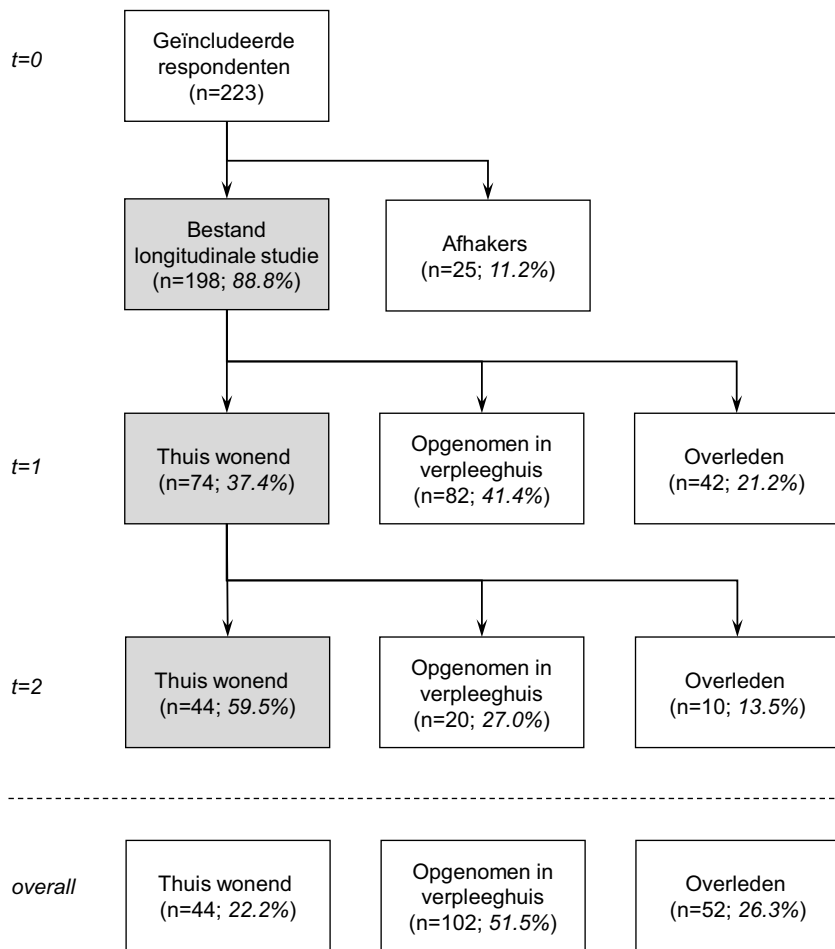 t=0
Geïncludeerde
respondenten
(n=223)
Bestand
longitudinale studie
(n=198; 88.8%)
Afhakers
(n=25; 11.2%)
t=1
Thuis wonend
(n=74; 37.4%)
Opgenomen in
verpleeghuis
(n=82; 41.4%)
Overleden
(n=42; 21.2%)
t=2
Thuis wonend
(n=44; 59.5%)
Opgenomen in
verpleeghuis
(n=20; 27.0%)
Overleden
(n=10; 13.5%)
overall
Thuis wonend
(n=44; 22.2%)
Opgenomen in
verpleeghuis
(n=102; 51.5%)
Overleden
(n=52; 26.3%)